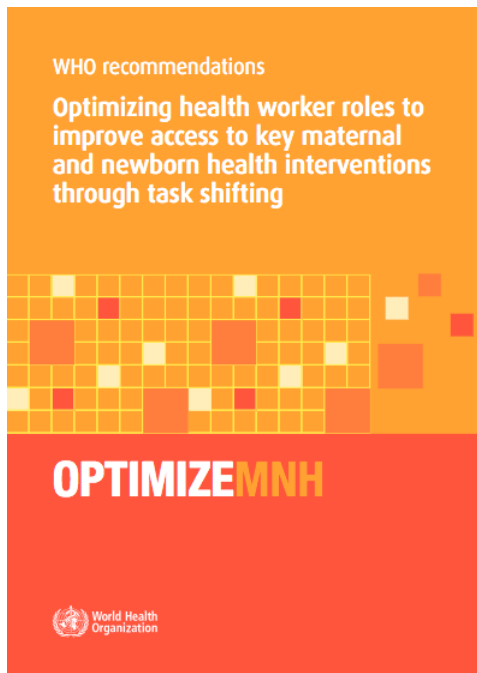 WHO recommendations
Optimizing health worker roles to
improve access to key maternal
and newborn health interventions
through task shifting
OPTIMIZEMNH
World Health
Organization